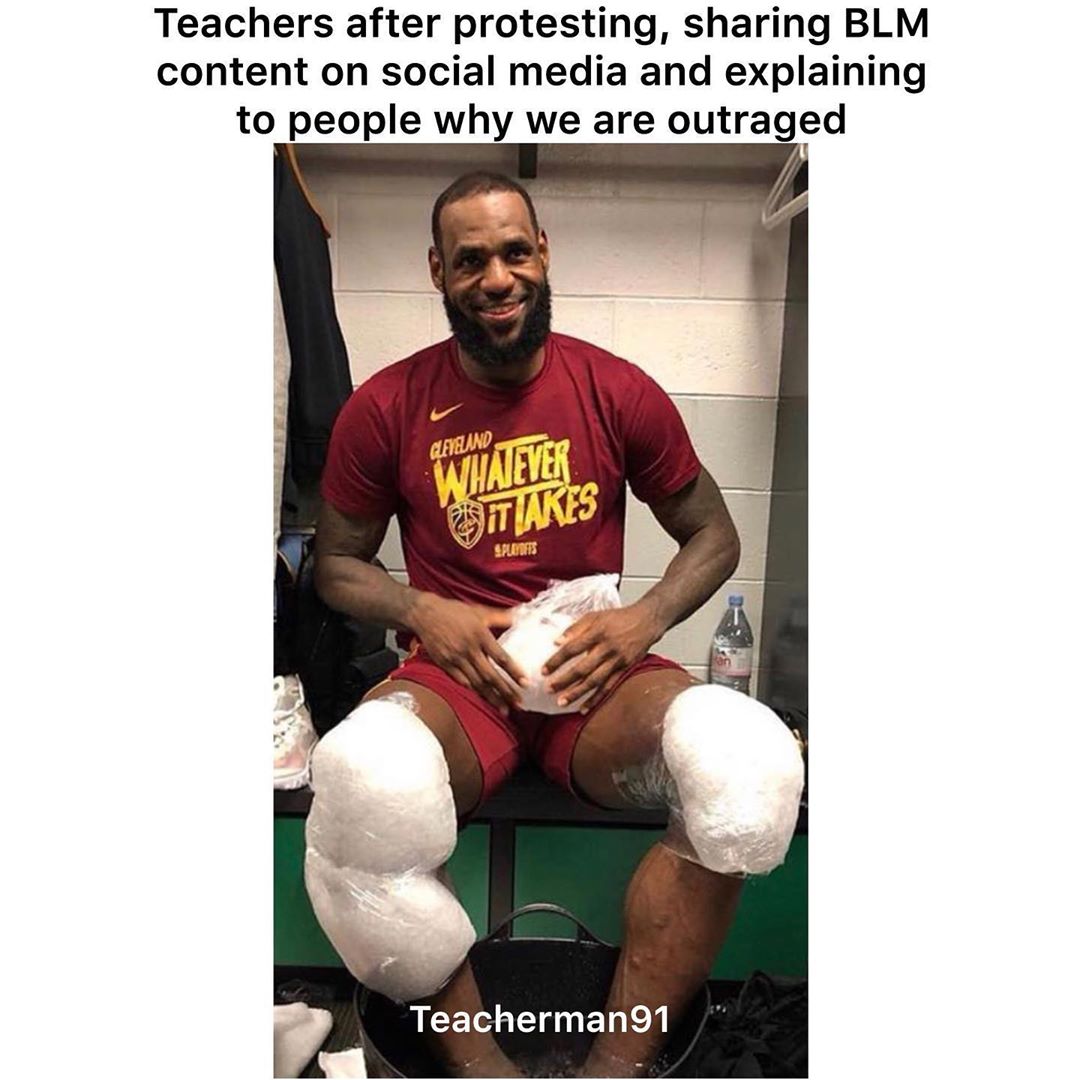 Teachers after protesting, sharing BLM
content on social media and explaining
to people why we are outraged
CLEVELAND
WHATEVER
IT TAKES
PLAYOFFS
Teacherman91